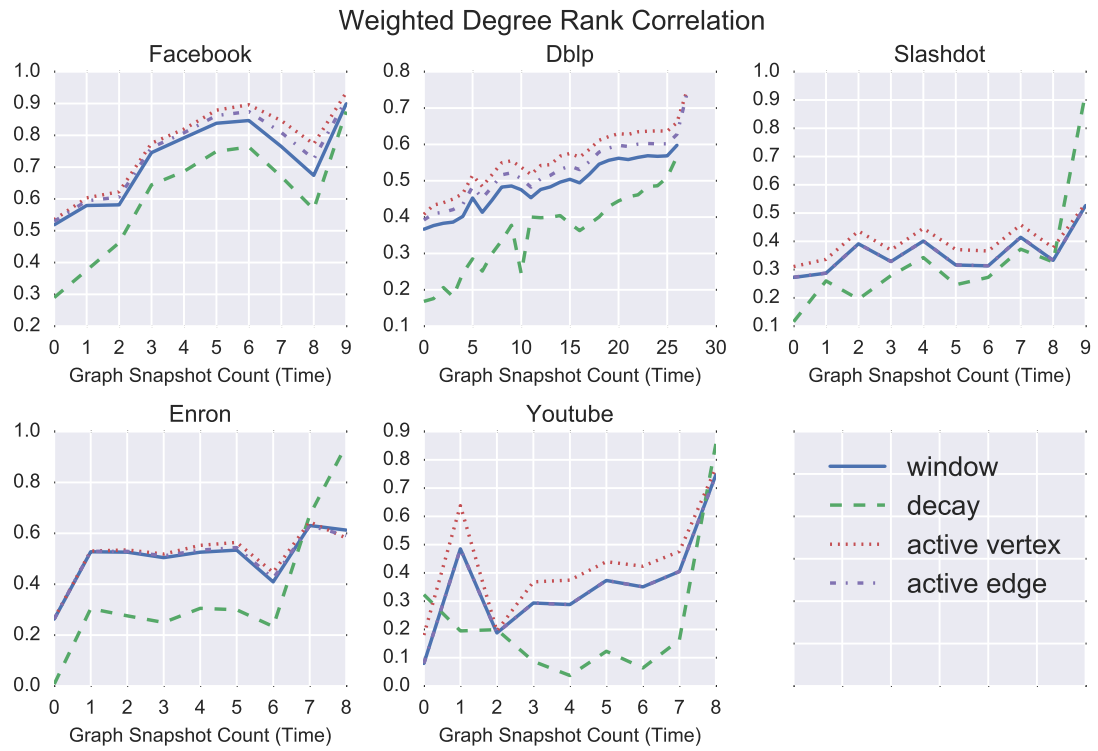 Weighted Degree Rank Correlation
Facebook
1.0
0.9
0.8
0.7
0.6
0.5
0.4
0.3
0.2
0 1 2 3 4 5 6 7 8 9
Graph Snapshot Count (Time)
Dblp
0.8
0.7
0.6
0.5
0.4
0.3
0.2
0.1
0 5 10 15 20 25 30
Graph Snapshot Count (Time)
Slashdot
1.0
0.9
0.8
0.7
0.6
0.5
0.4
0.3
0.2
0.1
0 1 2 3 4 5 6 7 8 9
Graph Snapshot Count (Time)
Enron
1.0
0.8
0.6
0.4
0.2
0.0
0 1 2 3 4 5 6 7 8
Graph Snapshot Count (Time)
Youtube
0.9
0.8
0.7
0.6
0.5
0.4
0.3
0.2
0.1
0.0
0 1 2 3 4 5 6 7 8
Graph Snapshot Count (Time)
window
decay
active vertex
active edge